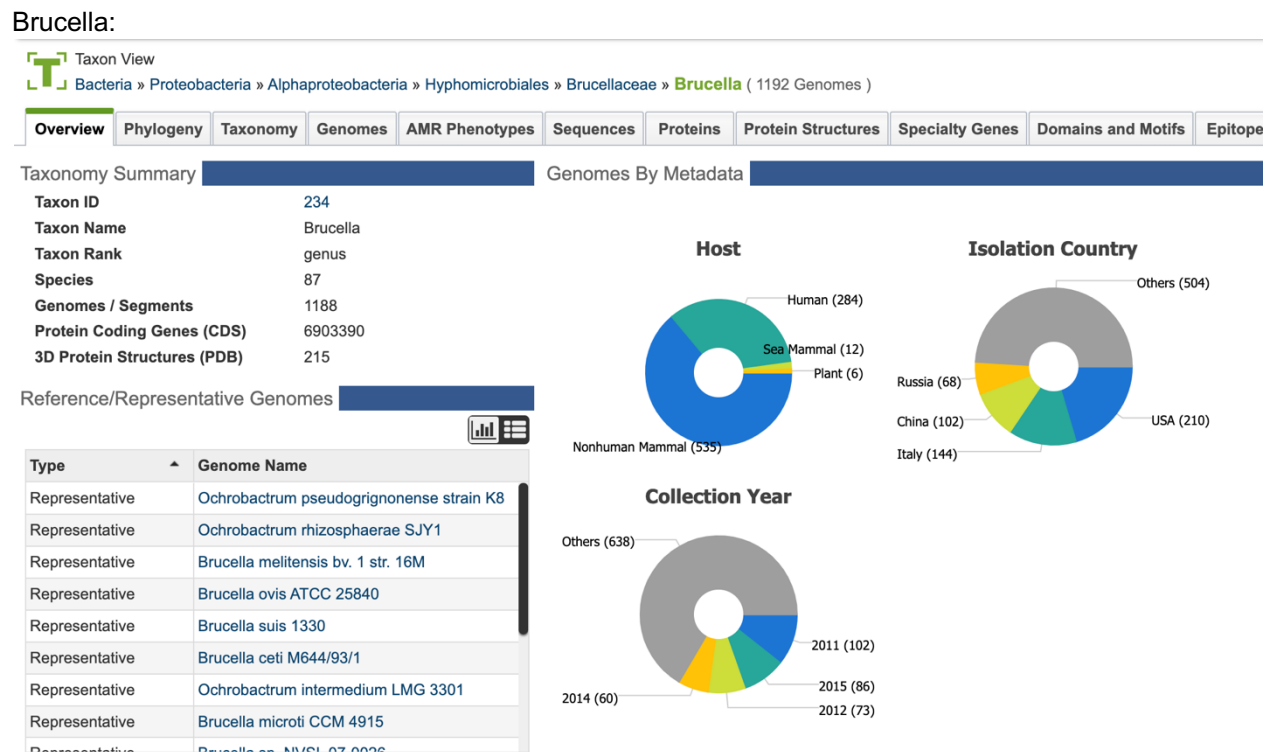 Brucella:
Taxon View
Bacteria » Proteobacteria » Alphaproteobacteria » Hyphomicrobiales » Brucellaceae » Brucella ( 1192 Genomes )
Overview Phylogeny Taxonomy Genomes AMR Phenotypes Sequences Proteins Protein Structures Specialty Genes Domains and Motifs Epitope
Taxonomy Summary
Taxon ID 234
Taxon Name Brucella
Taxon Rank genus
Species 87
Genomes / Segments 1188
Protein Coding Genes (CDS) 6903390
3D Protein Structures (PDB) 215
Reference/Representative Genomes
Type Genome Name
Representative Ochrobactrum pseudogrignonense strain K8
Representative Ochrobactrum rhizosphaerae SJY1
Representative Brucella melitensis bv. 1 str. 16M
Representative Brucella ovis ATCC 25840
Representative Brucella suis 1330
Representative Brucella ceti M644/93/1
Representative Ochrobactrum intermedium LMG 3301
Representative Brucella microti CCM 4915
Representative Brucella sp. NVSL 07-0026
Genomes By Metadata
Host
Human (284)
Sea Mammal (12)
Plant (6)
Nonhuman Mammal (535)
Isolation Country
Others (504)
Russia (68)
China (102)
USA (210)
Italy (144)
Collection Year
Others (638)
2011 (102)
2015 (86)
2014 (60)
2012 (73)